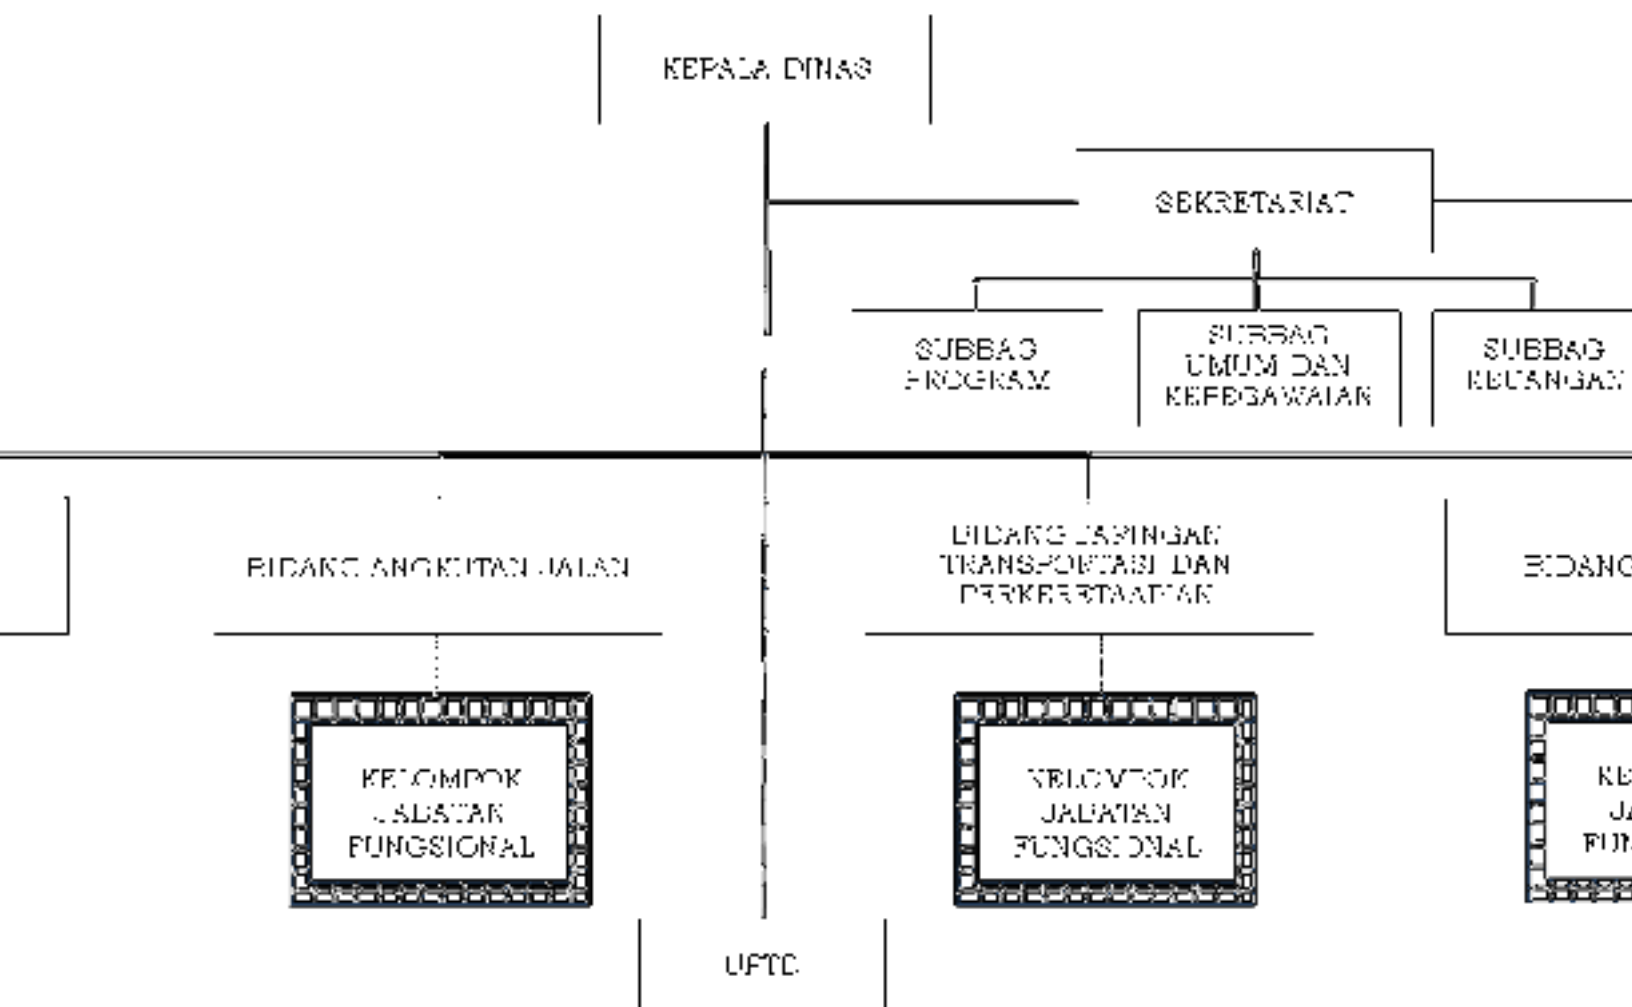 KEPALA DINAS
SEKRETARIAT
SUBBAG
PROGRAM
SUBBAG
UMUM DAN
KEPEGAWAIAN
SUBBAG
KEUANGAN
BIDANG ANGKUTAN JALAN
BIDANG JARINGAN
TRANSPORTASI DAN
PERKERETAAPIAN
BIDANG
KELOMPOK
JABATAN
FUNGSIONAL
KELOMPOK
JABATAN
FUNGSIONAL
UPTD